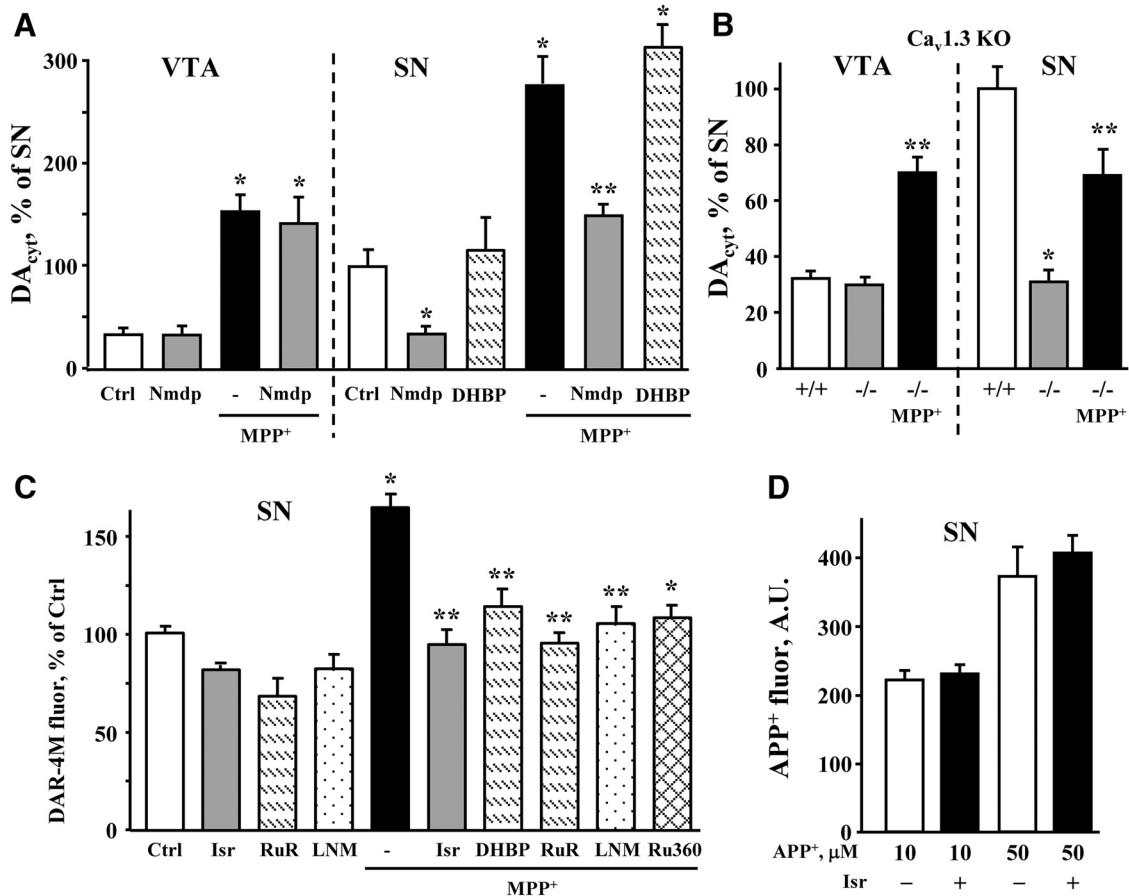 A
VTA
SN
DAcyt, % of SN
300
200
100
0
* * * * ** *
Ctrl Nmdp - Nmdp Ctrl Nmdp DHBP - Nmdp DHBP
MPP+ MPP+
B
Cav1.3 KO
VTA SN
DAcyt, % of SN
100
80
60
40
20
0
** * **
+/+ -/- -/- +/+ -/- -/-
MPP+ MPP+
C
SN
DAR-4M fluor, % of Ctrl
150
100
50
0
* ** ** ** ** *
Ctrl Isr RuR LNM - Isr DHBP RuR LNM Ru360
MPP+
D
SN
APP+ fluor, A.U.
400
300
200
100
0
APP+, μM 10 10 50 50
Isr – + – +